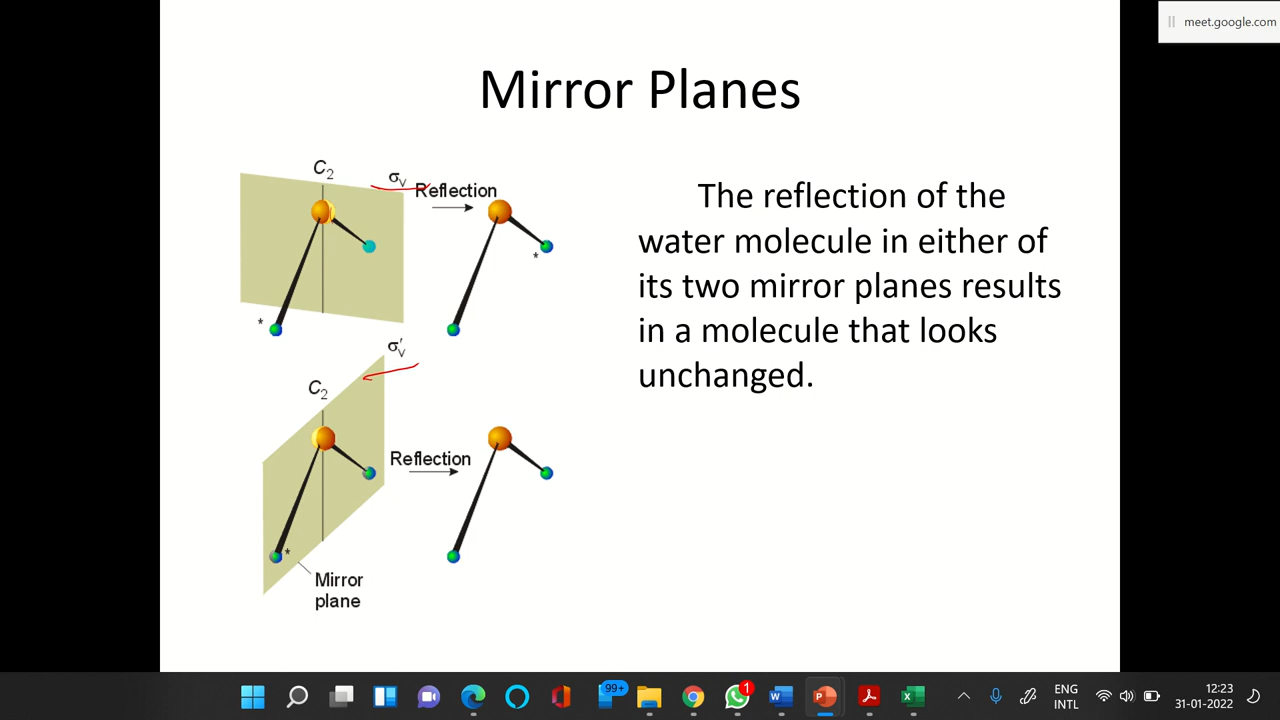 meet.google.com
Mirror Planes
C2
σv
Reflection
*
*
The reflection of the
water molecule in either of
its two mirror planes results
in a molecule that looks
unchanged.
σ′v
C2
Reflection
*
Mirror
plane
99+
1
ENG
INTL
12:23
31-01-2022